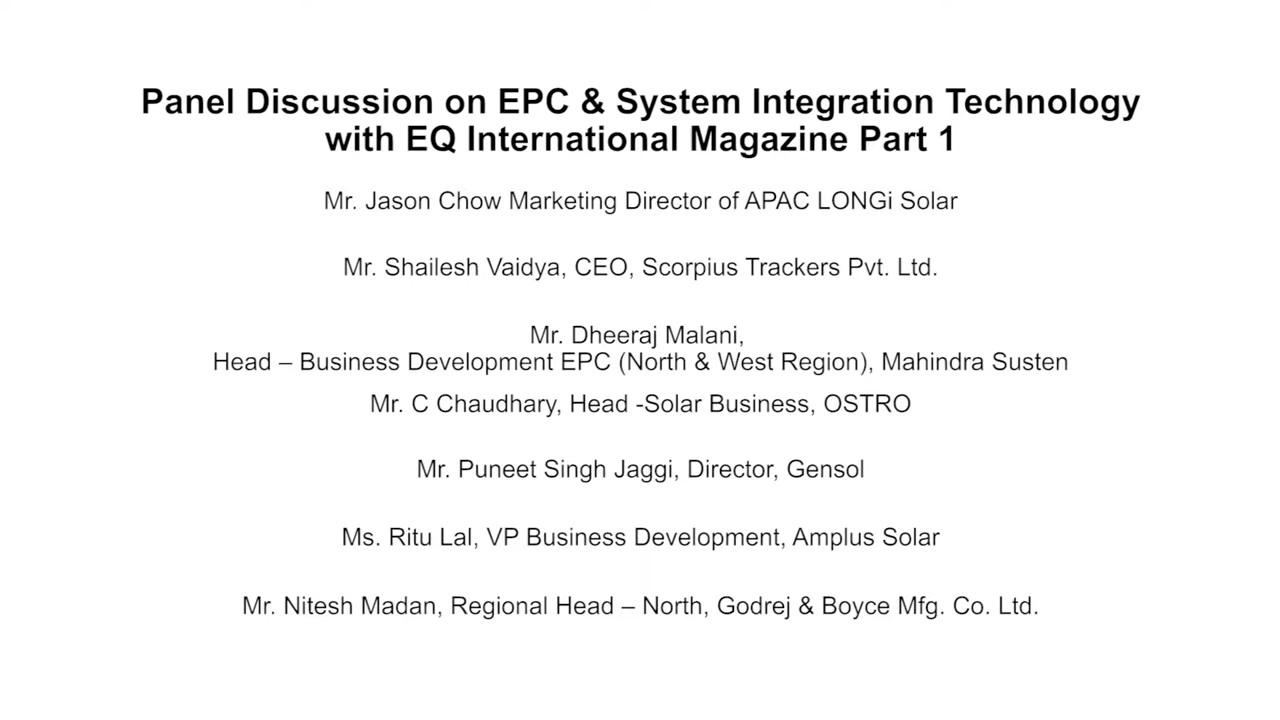 Panel Discussion on EPC & System Integration Technology
with EQ International Magazine Part 1
Mr. Jason Chow Marketing Director of APAC LONGi Solar
Mr. Shailesh Vaidya, CEO, Scorpius Trackers Pvt. Ltd.
Mr. Dheeraj Malani,
Head – Business Development EPC (North & West Region), Mahindra Susten
Mr. C Chaudhary, Head -Solar Business, OSTRO
Mr. Puneet Singh Jaggi, Director, Gensol
Ms. Ritu Lal, VP Business Development, Amplus Solar
Mr. Nitesh Madan, Regional Head – North, Godrej & Boyce Mfg. Co. Ltd.